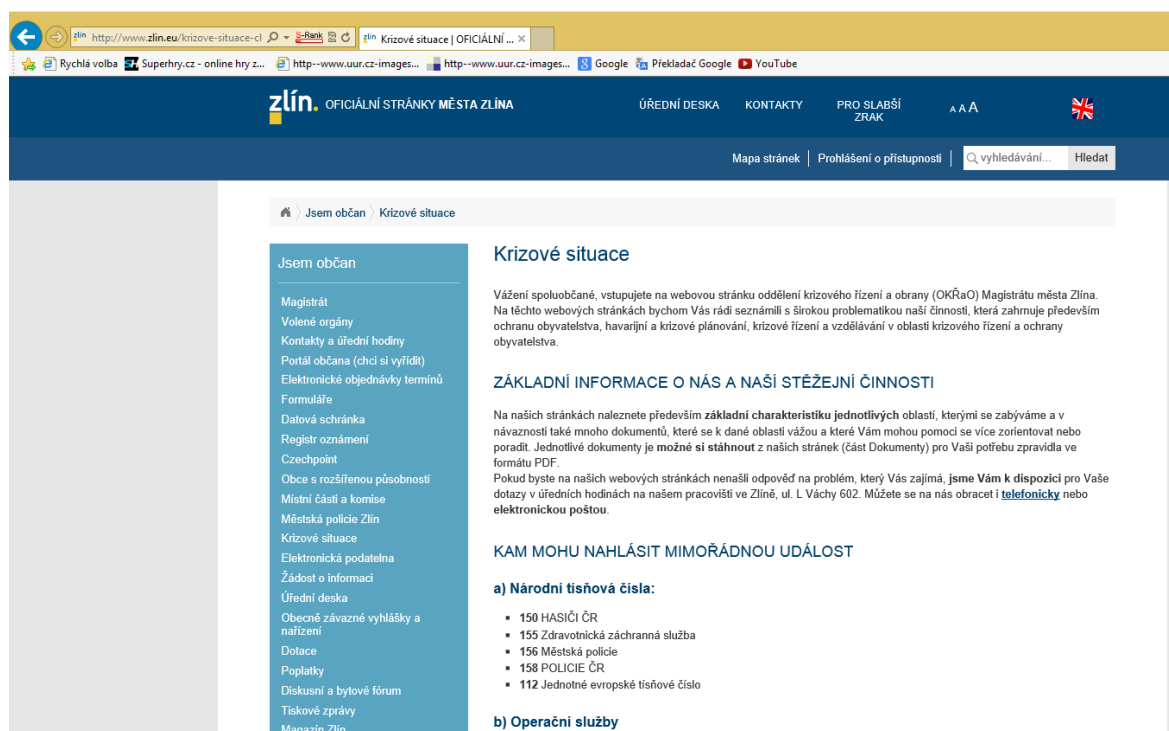 http://www.zlin.eu/krizove-situace-cl
S-Rank
zlín Krizové situace | OFICIÁLNÍ ...
Rychlá volba Superhry.cz - online hry z... http--www.uur.cz-images... http--www.uur.cz-images... Google Překladač Google YouTube
zlín. OFICIÁLNÍ STRÁNKY MĚSTA ZLÍNA
ÚŘEDNÍ DESKA KONTAKTY PRO SLABŠÍ
ZRAK
A A A
Mapa stránek | Prohlášení o přístupnosti | vyhledávání... Hledat
Jsem občan Krizové situace
Jsem občan
Magistrát
Volené orgány
Kontakty a úřední hodiny
Portál občana (chci si vyřídit)
Elektronické objednávky termínů
Formuláře
Datová schránka
Registr oznámení
Czechpoint
Obce s rozšířenou působností
Místní části a komise
Městská policie Zlín
Krizové situace
Elektronická podatelna
Žádost o informaci
Úřední deska
Obecně závazné vyhlášky a
nařízení
Dotace
Poplatky
Diskusní a bytové fórum
Tiskové zprávy
Magazín Zlín
Krizové situace
Vážení spoluobčané, vstupujete na webovou stránku oddělení krizového řízení a obrany (OKŘaO) Magistrátu města Zlína.
Na těchto webových stránkách bychom Vás rádi seznámili s širokou problematikou naší činnosti, která zahrnuje především
ochranu obyvatelstva, havarijní a krizové plánování, krizové řízení a vzdělávání v oblasti krizového řízení a ochrany
obyvatelstva.
ZÁKLADNÍ INFORMACE O NÁS A NAŠÍ STĚŽEJNÍ ČINNOSTI
Na našich stránkách naleznete především základní charakteristiku jednotlivých oblastí, kterými se zabýváme a v
návaznosti také mnoho dokumentů, které se k dané oblasti vážou a které Vám mohou pomoci se více zorientovat nebo
poradit. Jednotlivé dokumenty je možné si stáhnout z našich stránek (část Dokumenty) pro Vaši potřebu zpravidla ve
formátu PDF.
Pokud byste na našich webových stránkách nenašli odpověď na problém, který Vás zajímá, jsme Vám k dispozici pro Vaše
dotazy v úředních hodinách na našem pracovišti ve Zlíně, ul. L Váchy 602. Můžete se na nás obracet i telefonicky nebo
elektronickou poštou.
KAM MOHU NAHLÁSIT MIMOŘÁDNOU UDÁLOST
a) Národní tísňová čísla:
150 HASIČI ČR
155 Zdravotnická záchranná služba
156 Městská policie
158 POLICIE ČR
112 Jednotné evropské tísňové číslo
b) Operační služby